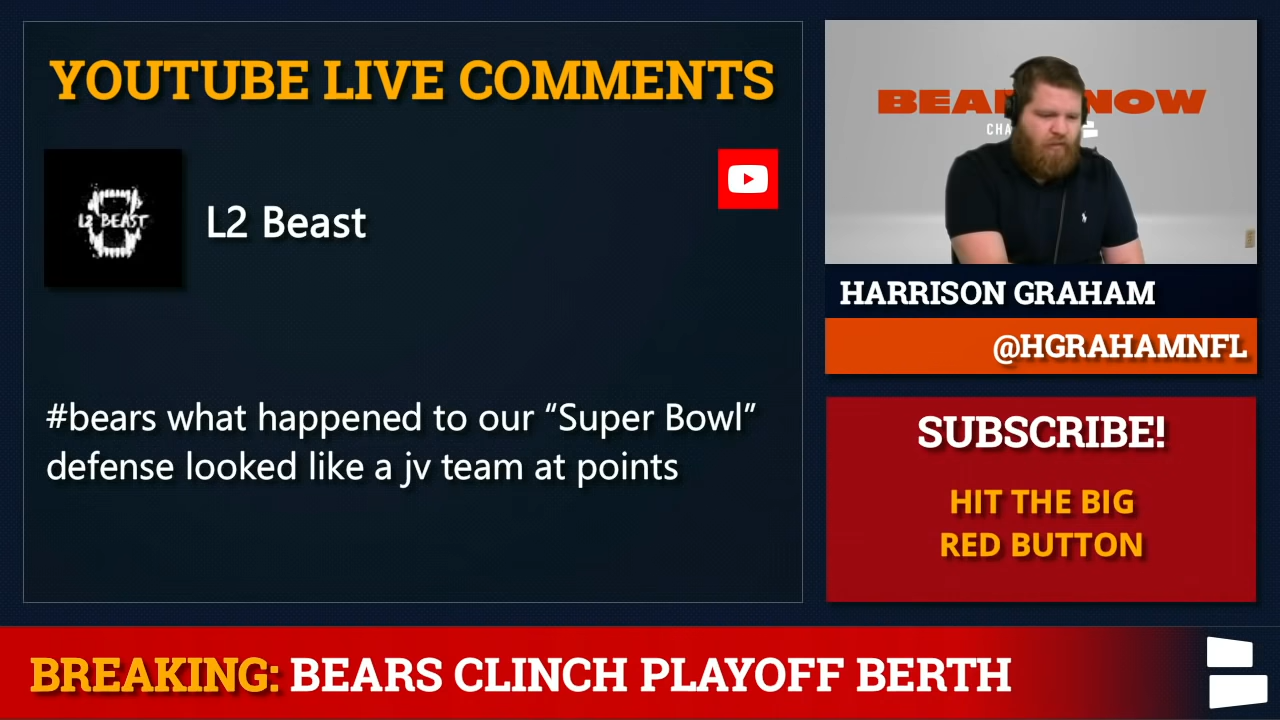 YOUTUBE LIVE COMMENTS
L2 BEAST
L2 Beast
#bears what happened to our “Super Bowl”
defense looked like a jv team at points
NOW
HARRISON GRAHAM
@HGRAHAMNFL
SUBSCRIBE!
HIT THE BIG
RED BUTTON
BREAKING: BEARS CLINCH PLAYOFF BERTH